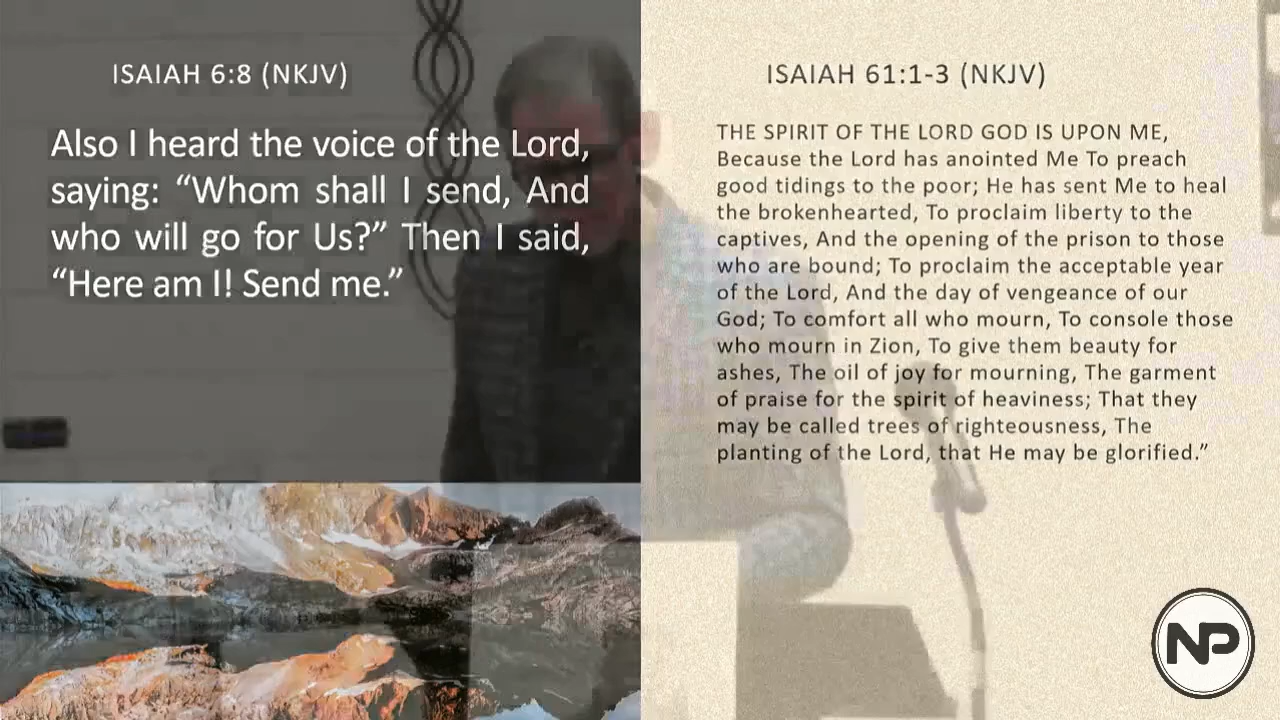 ISAIAH 6:8 (NKJV)
Also I heard the voice of the Lord,
saying: “Whom shall I send, And
who will go for Us?” Then I said,
“Here am I! Send me.”
ISAIAH 61:1-3 (NKJV)
THE SPIRIT OF THE LORD GOD IS UPON ME,
Because the Lord has anointed Me To preach
good tidings to the poor; He has sent Me to heal
the brokenhearted, To proclaim liberty to the
captives, And the opening of the prison to those
who are bound; To proclaim the acceptable year
of the Lord, And the day of vengeance of our
God; To comfort all who mourn, To console those
who mourn in Zion, To give them beauty for
ashes, The oil of joy for mourning, The garment
of praise for the spirit of heaviness; That they
may be called trees of righteousness, The
planting of the Lord, that He may be glorified.”
NP